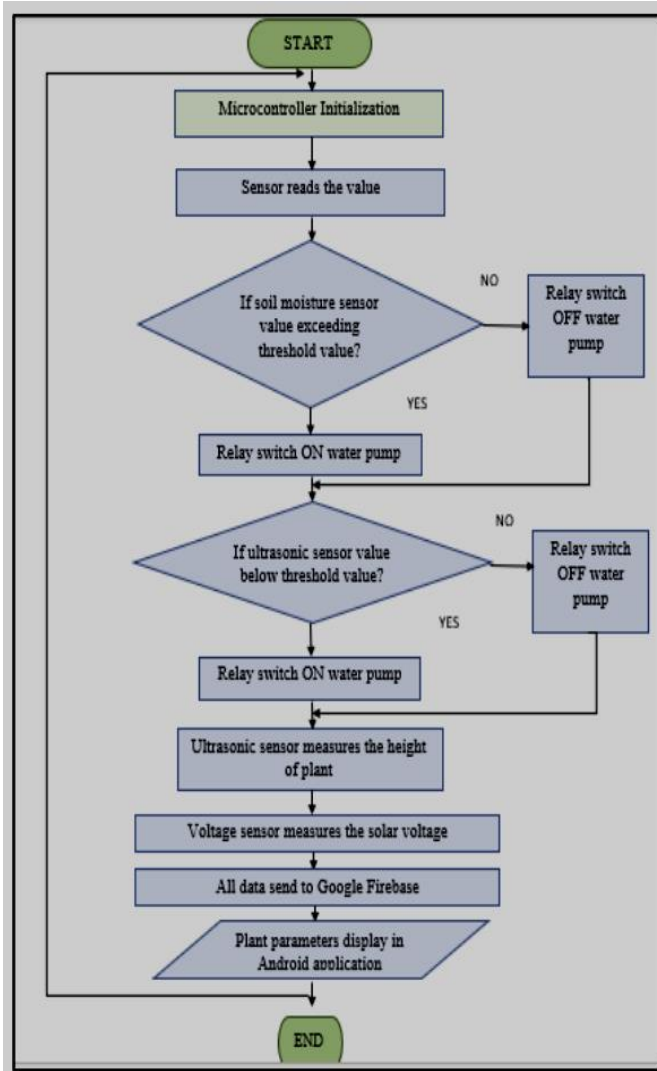 START
Microcontroller Initialization
Sensor reads the value
If soil moisture sensor
value exceeding
threshold value?
NO
Relay switch
OFF water
pump
YES
Relay switch ON water pump
If ultrasonic sensor value
below threshold value?
NO
Relay switch
OFF water
pump
YES
Relay switch ON water pump
Ultrasonic sensor measures the height
of plant
Voltage sensor measures the solar voltage
All data send to Google Firebase
Plant parameters display in
Android application
END